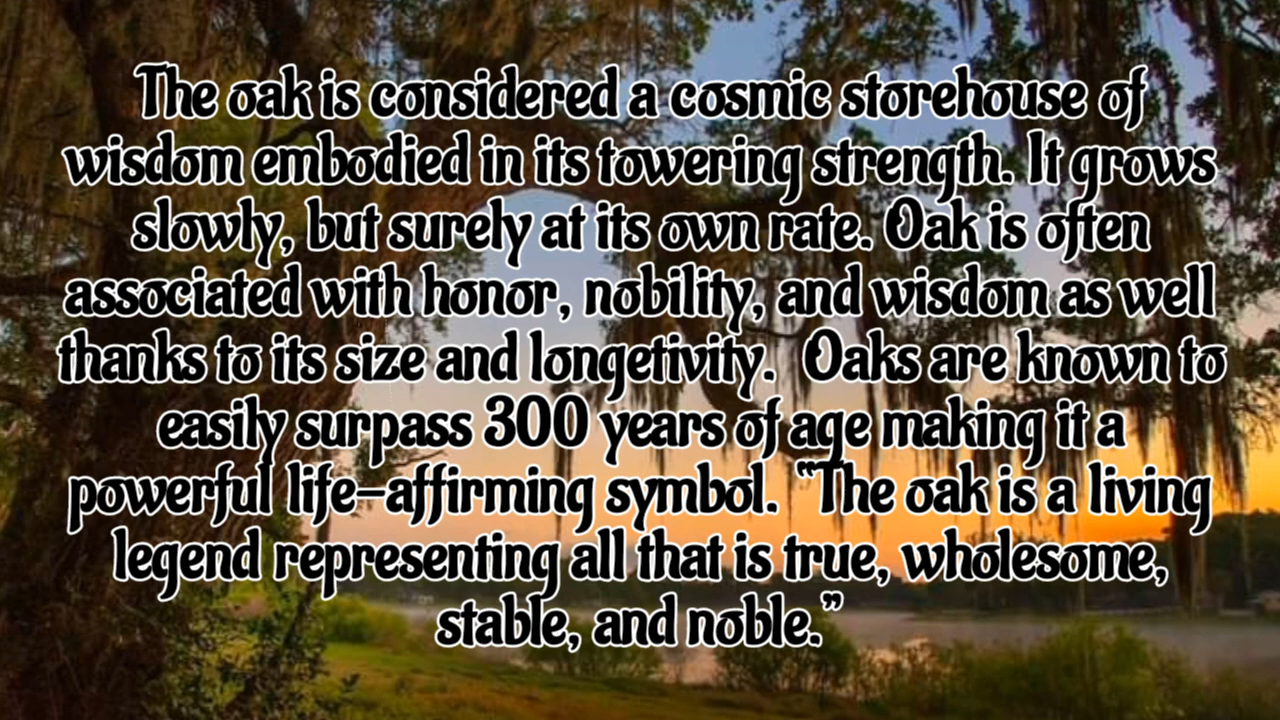 The oak is considered a cosmic storehouse of
wisdom embodied in its towering strength. It grows
slowly, but surely at its own rate. Oak is often
associated with honor, nobility, and wisdom as well
thanks to its size and longetivity.  Oaks are known to
easily surpass 300 years of age making it a
powerful life-affirming symbol. “The oak is a living
legend representing all that is true, wholesome,
stable, and noble.”